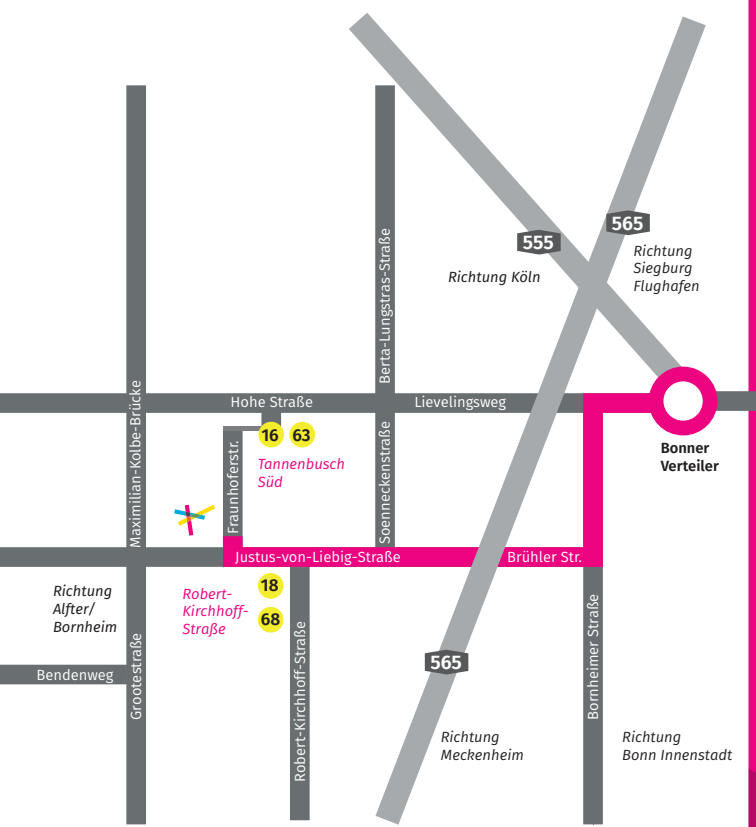 565
555
Richtung
Siegburg
Flughafen
Richtung Köln
Berta-Lungstras-Straße
Maximilian-Kolbe-Brücke
Hohe Straße
Lievelingsweg
16
63
Tannenbusch
Süd
Fraunhoferstr.
Soenneckenstraße
Bonner
Verteiler
Justus-von-Liebig-Straße
Brühler Str.
Richtung
Alfter/
Bornheim
Robert-
Kirchhoff-
Straße
18
68
Grootestraße
Bendenweg
Robert-Kirchhoff-Straße
565
Bornheimer Straße
Richtung
Meckenheim
Richtung
Bonn Innenstadt